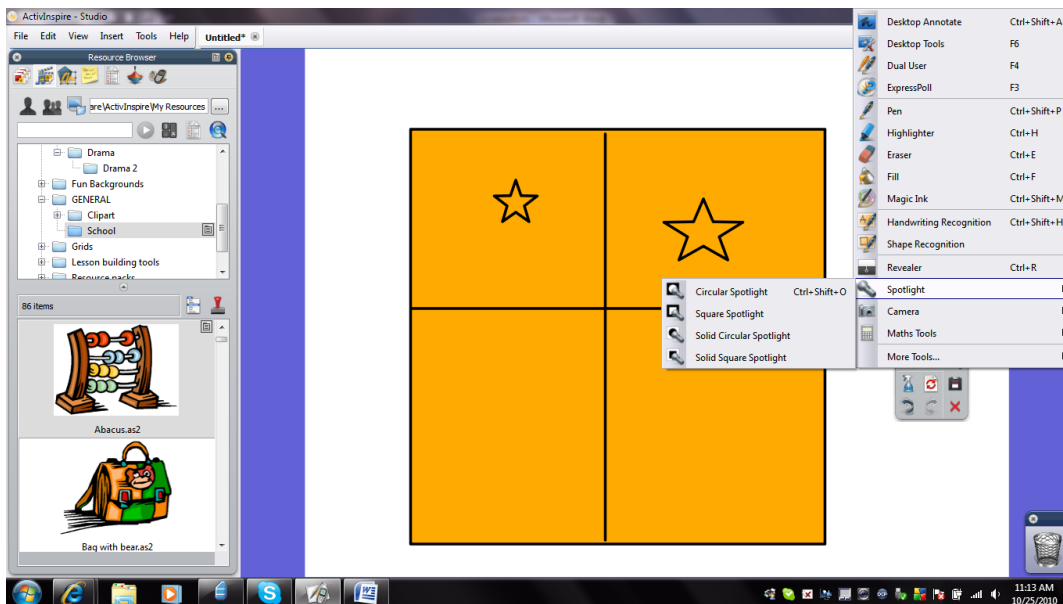 ActivInspire - Studio
File Edit View Insert Tools Help Untitled*
Resource Browser
are\ActivInspire\My Resources ...
Drama
Drama 2
Fun Backgrounds
GENERAL
Clipart
School
Grids
Lesson building tools
Resource packs
86 items
Abacus.as2
Bag with bear.as2
Desktop Annotate Ctrl+Shift+A
Desktop Tools F6
Dual User F4
ExpressPoll F3
Pen Ctrl+Shift+P
Highlighter Ctrl+H
Eraser Ctrl+E
Fill Ctrl+F
Magic Ink Ctrl+Shift+M
Handwriting Recognition Ctrl+Shift+H
Shape Recognition
Revealer Ctrl+R
Spotlight
Camera
Maths Tools
More Tools...
Circular Spotlight Ctrl+Shift+O
Square Spotlight
Solid Circular Spotlight
Solid Square Spotlight
11:13 AM
10/25/2010